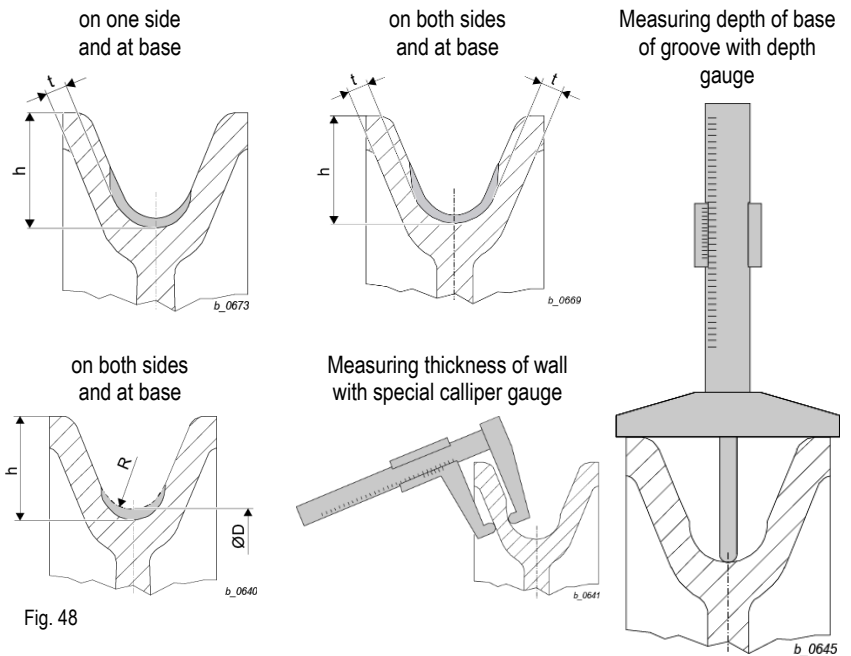 on one side
and at base
t
h
b_0673
on both sides
and at base
t
t
h
b_0669
Measuring depth of base
of groove with depth
gauge
b_0645
on both sides
and at base
h
R
ØD
b_0640
Measuring thickness of wall
with special calliper gauge
b_0641
Fig. 48